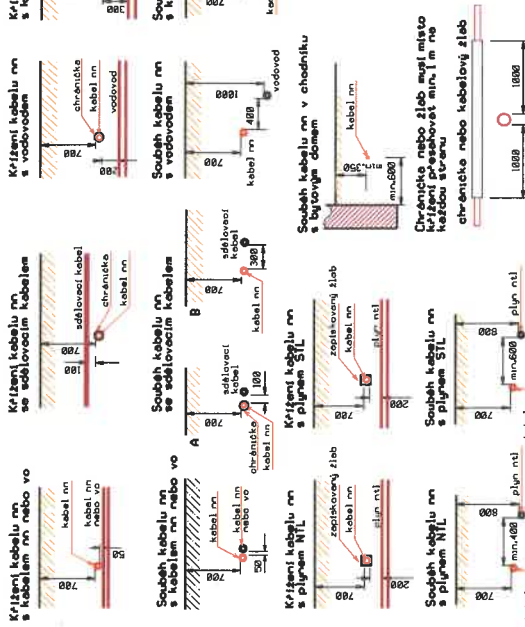 Křížení kabelu nn
s kabelem nn nebo vo
kabel nn
700
kabel nn
nebo vo
50
Křížení kabelu nn
se sdělovacím kabelem
sdělovací kabel
700
100
chránička
kabel nn
Křížení kabelu nn
s vodovodem
chránička
kabel nn
700
vodovod
200
300
Souběh kabelu nn
s kabelem nn nebo vo
700
kabel nn
kabel nn
nebo vo
50
Souběh kabelu nn
se sdělovacím kabelem
A
700
sdělovací
kabel
100
chránička
kabel nn
B
700
sdělovací
kabel
300
kabel nn
Souběh kabelu nn
s vodovodem
700
1000
400
kabel nn
vodovod
Křížení kabelu nn
s plynem NTL
zapískovaný žlab
kabel nn
700
plyn ntl
200
Křížení kabelu nn
s plynem STL
zapískovaný žlab
kabel nn
700
plyn ntl
200
Souběh kabelu nn v chodníku
s bytovým domem
kabel nn
min.350
min.600
Souběh kabelu nn
s plynem NTL
700
800
min.400
plyn ntl
Souběh kabelu nn
s plynem STL
700
800
min.600
plyn ntl
Chránička nebo žlab musí místo
křížení přesahovat min. 1 m na
každou stranu
chránička nebo kabelový žlab
1000
1000